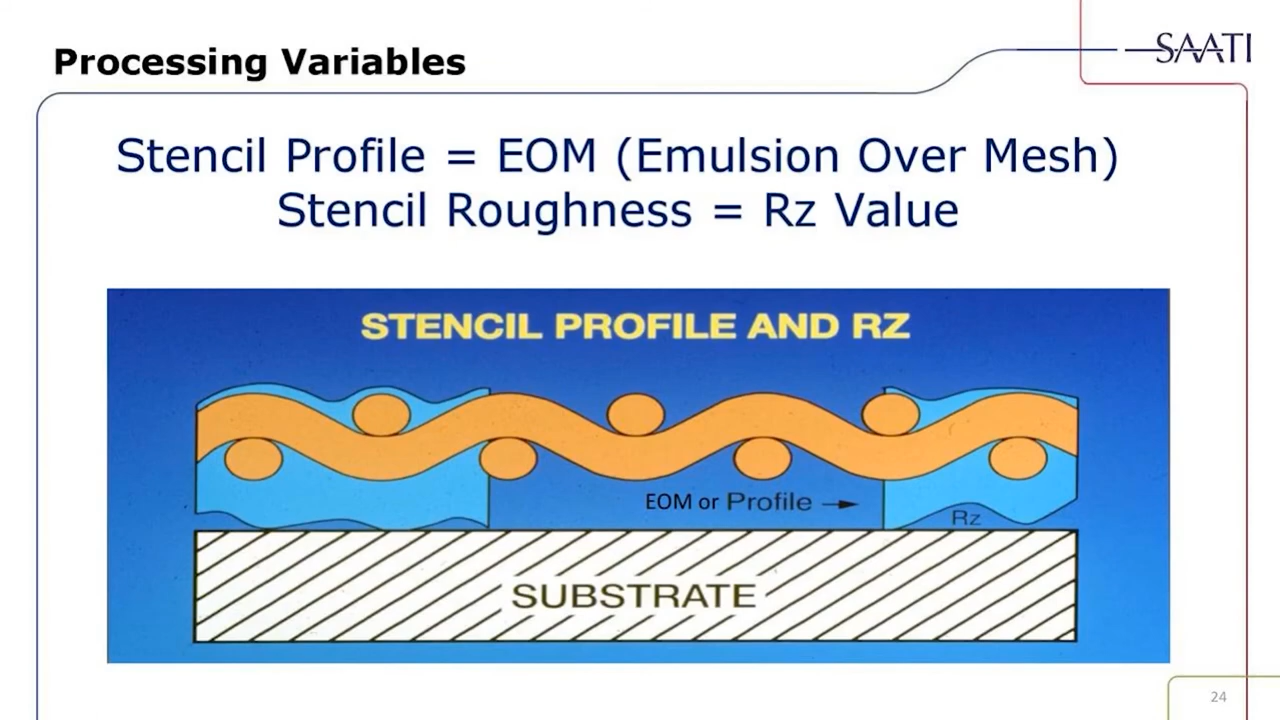 Processing Variables
SAATI
Stencil Profile = EOM (Emulsion Over Mesh)
Stencil Roughness = Rz Value
STENCIL PROFILE AND RZ
EOM or Profile →
Rz
SUBSTRATE
24